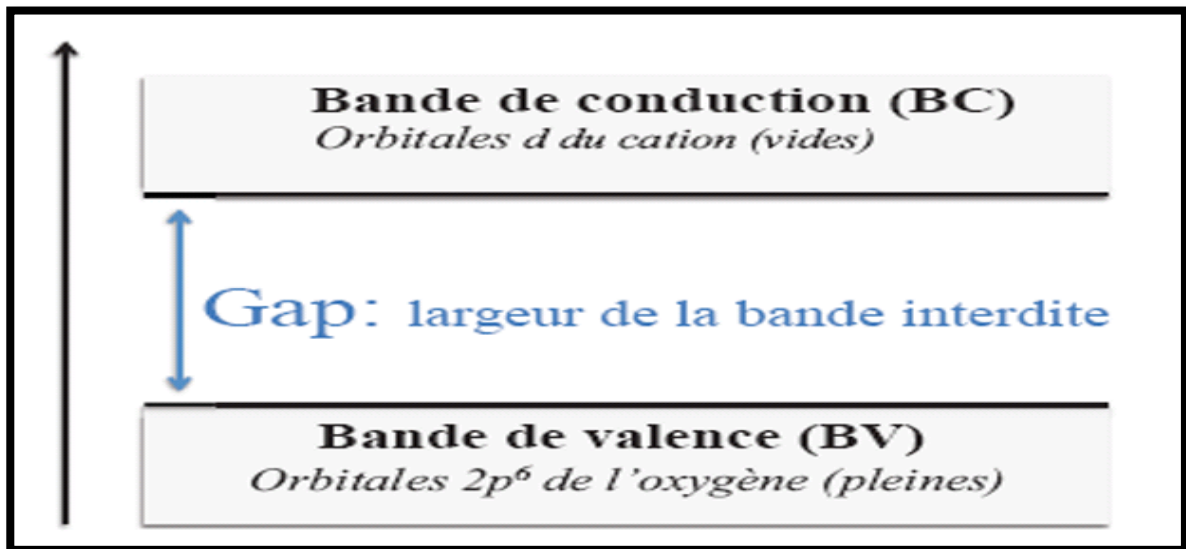 Bande de conduction (BC)
Orbitales d du cation (vides)
Gap: largeur de la bande interdite
Bande de valence (BV)
Orbitales 2p⁶ de l'oxygène (pleines)